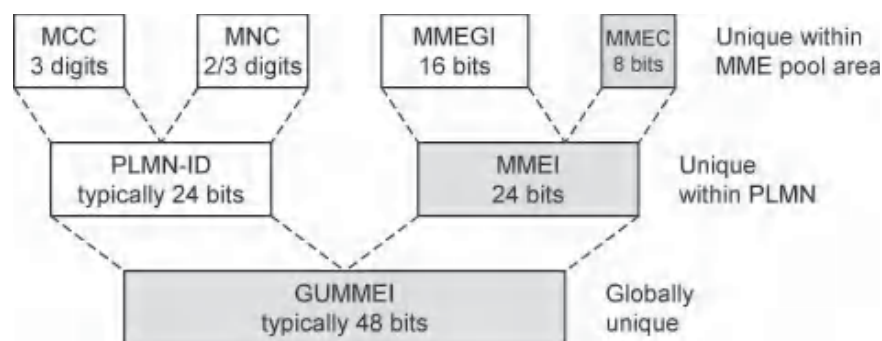 MCC
3 digits
MNC
2/3 digits
MMEGI
16 bits
MMEC
8 bits
Unique within
MME pool area
PLMN-ID
typically 24 bits
MMEI
24 bits
Unique
within PLMN
GUMMEI
typically 48 bits
Globally
unique